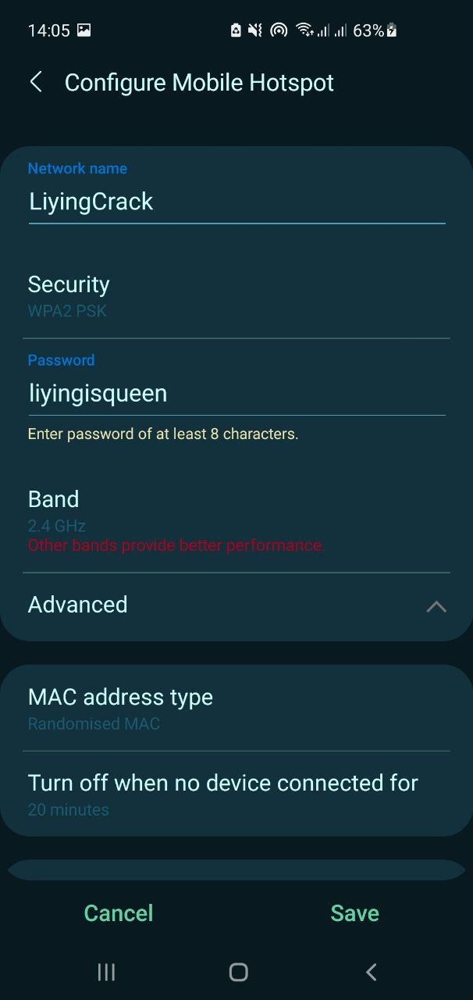 14:05 63%
Configure Mobile Hotspot
Network name
LiyingCrack
Security
WPA2 PSK
Password
liyingisqueen
Enter password of at least 8 characters.
Band
2.4 GHz
Other bands provide better performance.
Advanced
MAC address type
Randomised MAC
Turn off when no device connected for
20 minutes
Cancel Save